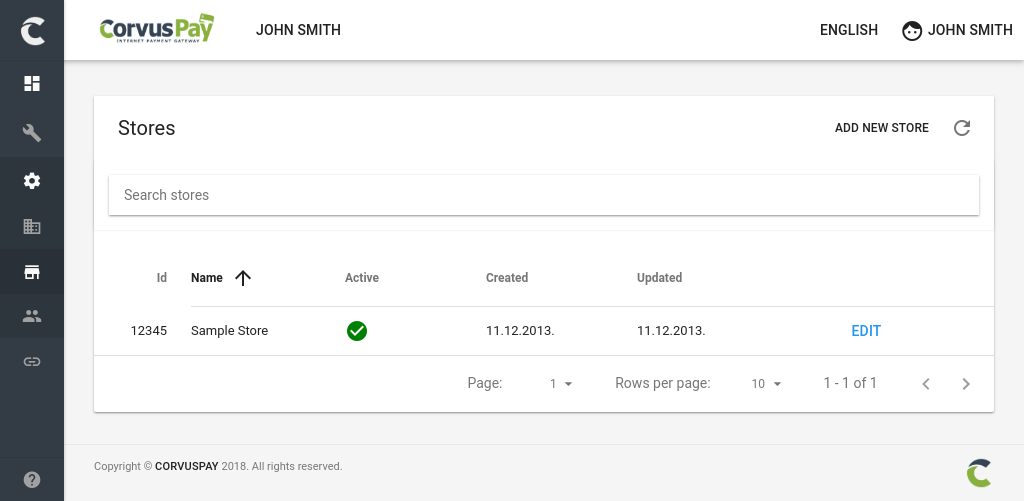 CorvusPay
INTERNET PAYMENT GATEWAY
JOHN SMITH
ENGLISH
JOHN SMITH
Stores
ADD NEW STORE
Search stores
Id Name Active Created Updated
12345 Sample Store 11.12.2013. 11.12.2013. EDIT
Page: 1 Rows per page: 10 1 - 1 of 1
Copyright © CORVUSPAY 2018. All rights reserved.